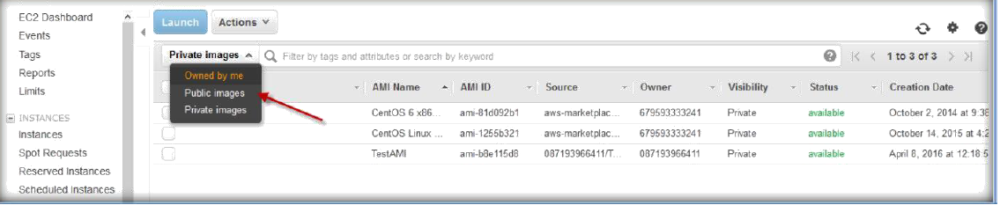 EC2 Dashboard
Events
Tags
Reports
Limits
INSTANCES
Instances
Spot Requests
Reserved Instances
Scheduled Instances
Launch Actions
Private images Filter by tags and attributes or search by keyword 1 to 3 of 3
Owned by me
Public images
Private images
AMI Name AMI ID Source Owner Visibility Status Creation Date
CentOS 6 x86... ami-81d092b1 aws-marketplac... 679593333241 Private available October 2, 2014 at 9:38
CentOS Linux ... ami-1255b321 aws-marketplac... 679593333241 Private available October 14, 2015 at 4:2
TestAMI ami-b8e115d8 087193966411/T... 087193966411 Private available April 8, 2016 at 12:18:5